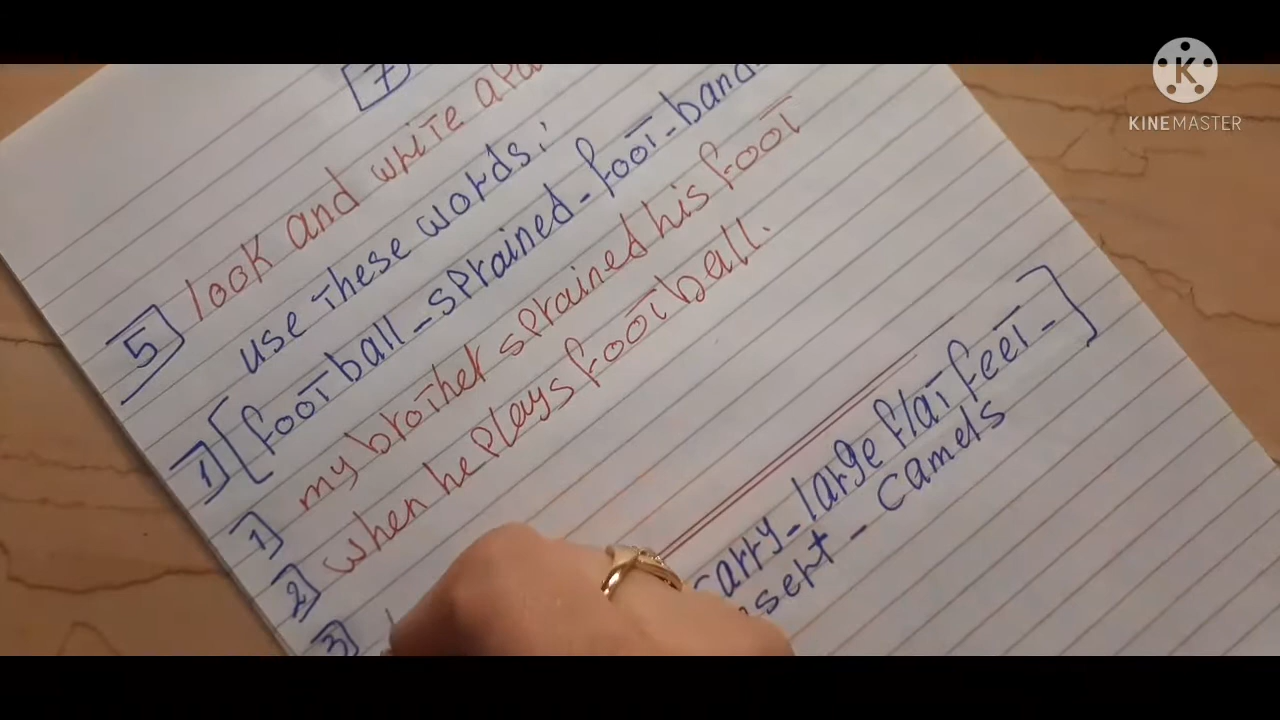 KINEMASTER
7
5 look and write a
use these words:
1 [football - sprained - foot - band
1 my brother sprained his foot
2 when he plays football.
3
carry - large flat feet -]
- camels